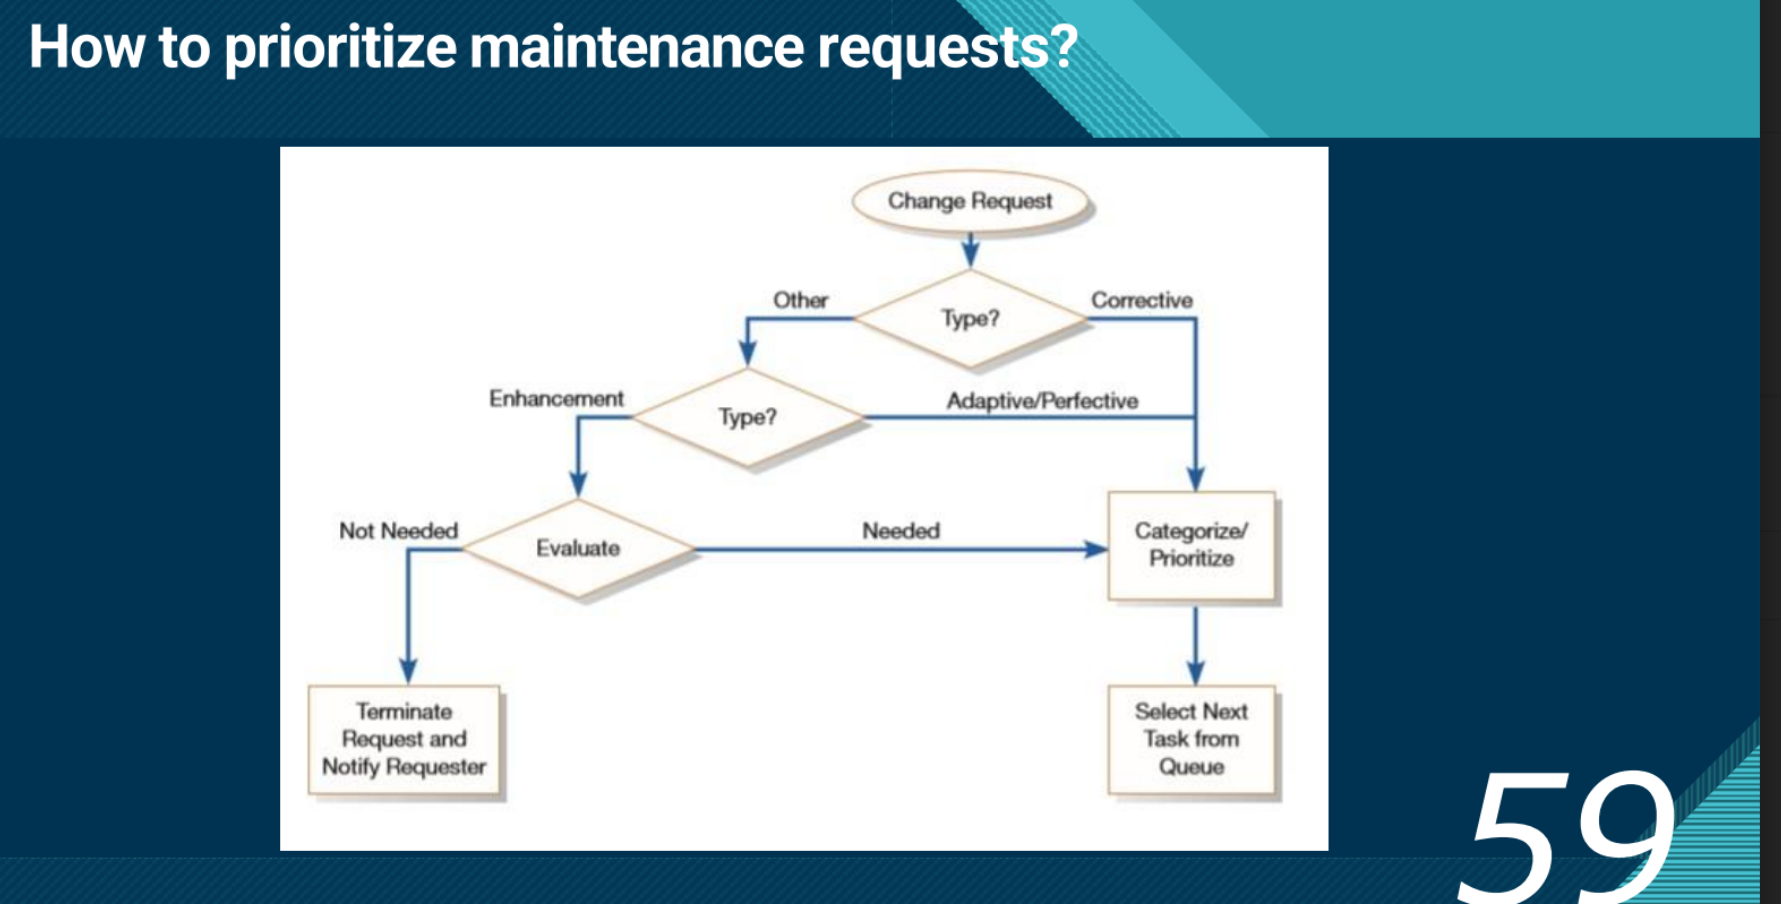 How to prioritize maintenance requests?
Change Request
Other
Corrective
Type?
Enhancement
Adaptive/Perfective
Type?
Not Needed
Needed
Evaluate
Categorize/
Prioritize
Terminate
Request and
Notify Requester
Select Next
Task from
Queue
59